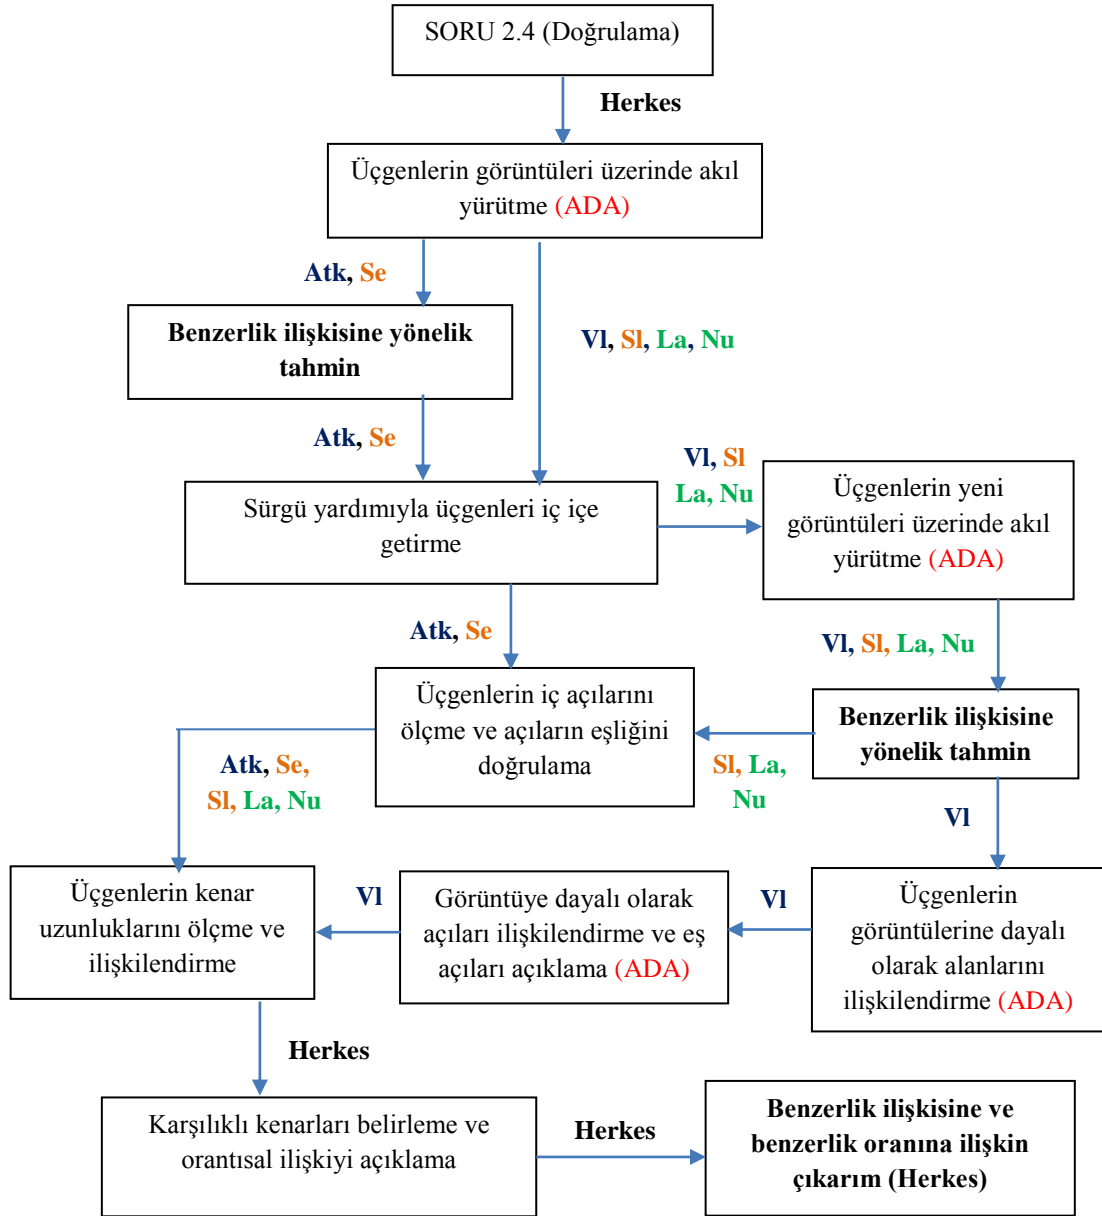 SORU 2.4 (Doğrulama)
Herkes
Üçgenlerin görüntüleri üzerinde akıl
yürütme (ADA)
Atk, Se
Benzerlik ilişkisine yönelik
tahmin
Vl, Sl, La, Nu
Atk, Se
Sürgü yardımıyla üçgenleri iç içe
getirme
Vl, Sl
La, Nu
Üçgenlerin yeni
görüntüleri üzerinde akıl
yürütme (ADA)
Atk, Se
Vl, Sl, La, Nu
Üçgenlerin iç açılarını
ölçme ve açıların eşliğini
doğrulama
Benzerlik ilişkisine
yönelik tahmin
Atk, Se,
Sl, La, Nu
Sl, La,
Nu
Vl
Üçgenlerin kenar
uzunluklarını ölçme ve
ilişkilendirme
Vl
Görüntüye dayalı olarak
açıları ilişkilendirme ve eş
açıları açıklama (ADA)
Vl
Üçgenlerin
görüntülerine dayalı
olarak alanlarını
ilişkilendirme (ADA)
Herkes
Karşılıklı kenarları belirleme ve
orantısal ilişkiyi açıklama
Herkes
Benzerlik ilişkisine ve
benzerlik oranına ilişkin
çıkarım (Herkes)